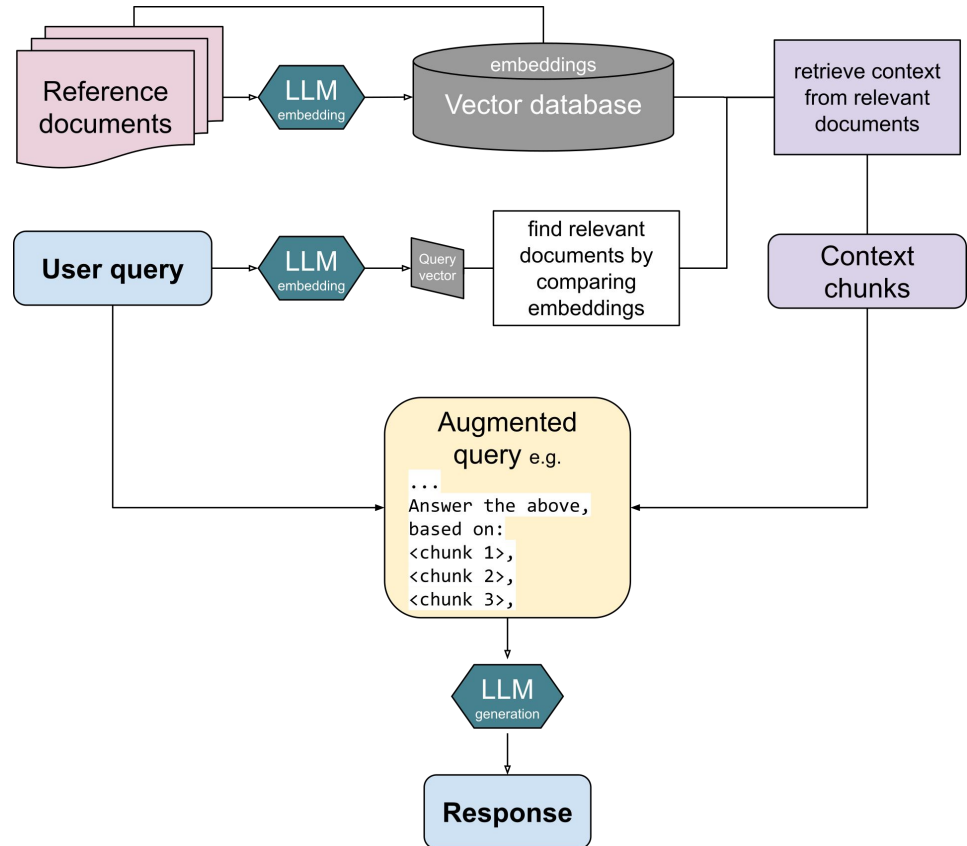 Reference
documents
LLM
embedding
embeddings
Vector database
retrieve context
from relevant
documents
User query
LLM
embedding
Query
vector
find relevant
documents by
comparing
embeddings
Context
chunks
Augmented
query e.g.
...
Answer the above,
based on:
<chunk 1>,
<chunk 2>,
<chunk 3>,
LLM
generation
Response